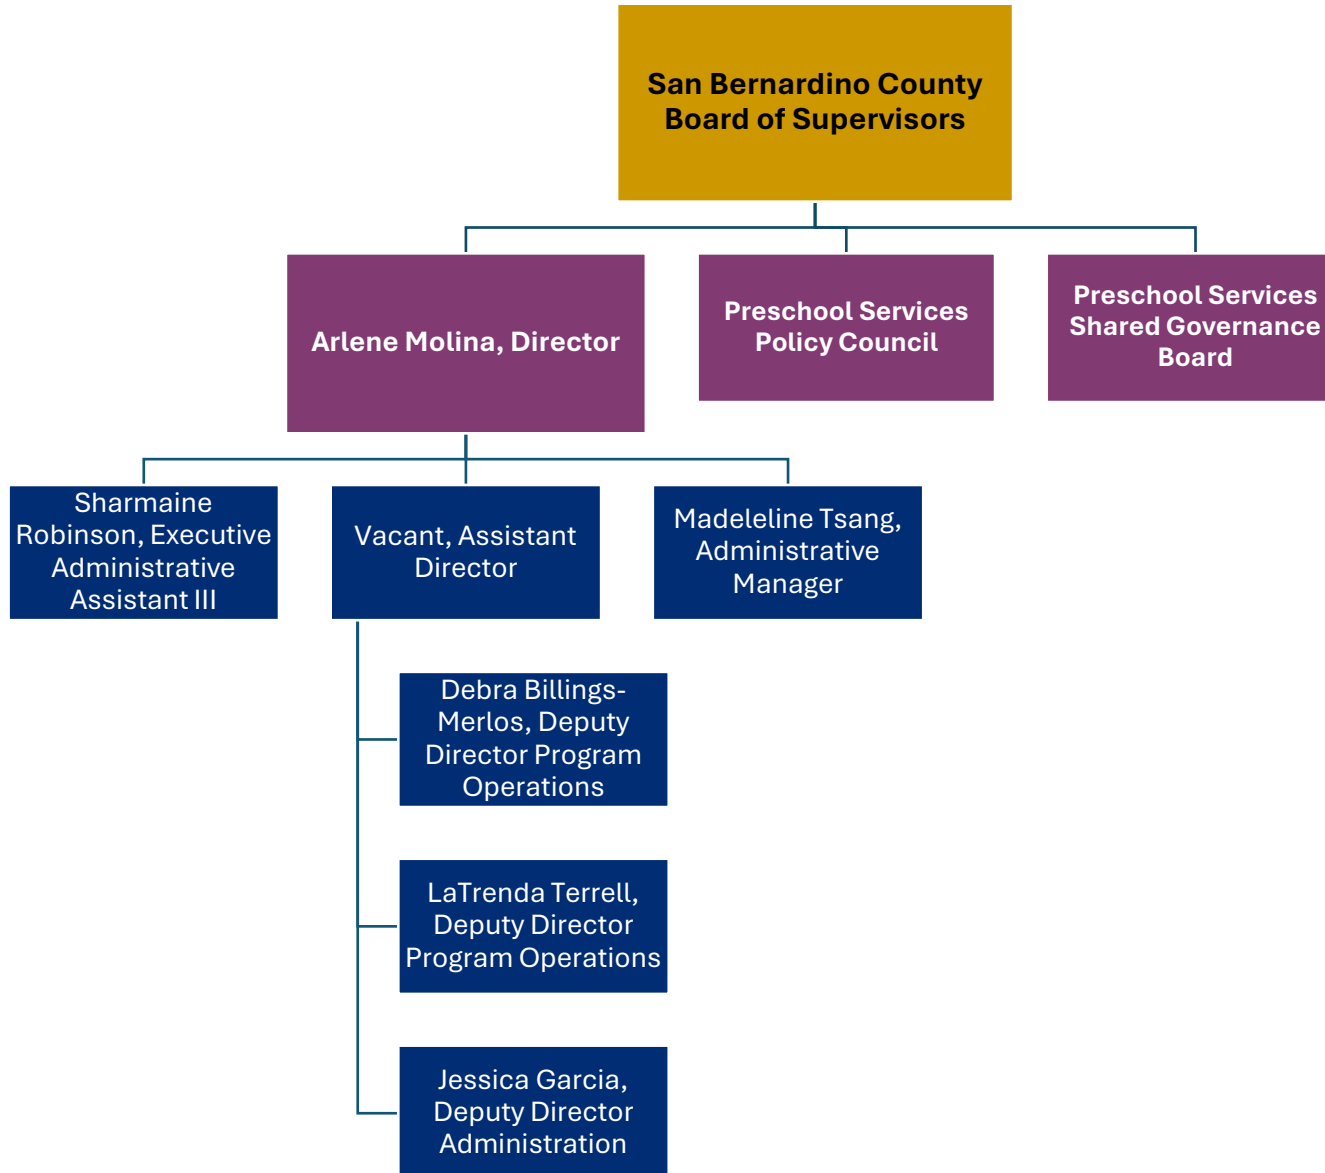 San Bernardino County
Board of Supervisors
Arlene Molina, Director
Preschool Services
Policy Council
Preschool Services
Shared Governance
Board
Sharmaine
Robinson, Executive
Administrative
Assistant III
Vacant, Assistant
Director
Madeleline Tsang,
Administrative
Manager
Debra Billings-
Merlos, Deputy
Director Program
Operations
LaTrenda Terrell,
Deputy Director
Program Operations
Jessica Garcia,
Deputy Director
Administration